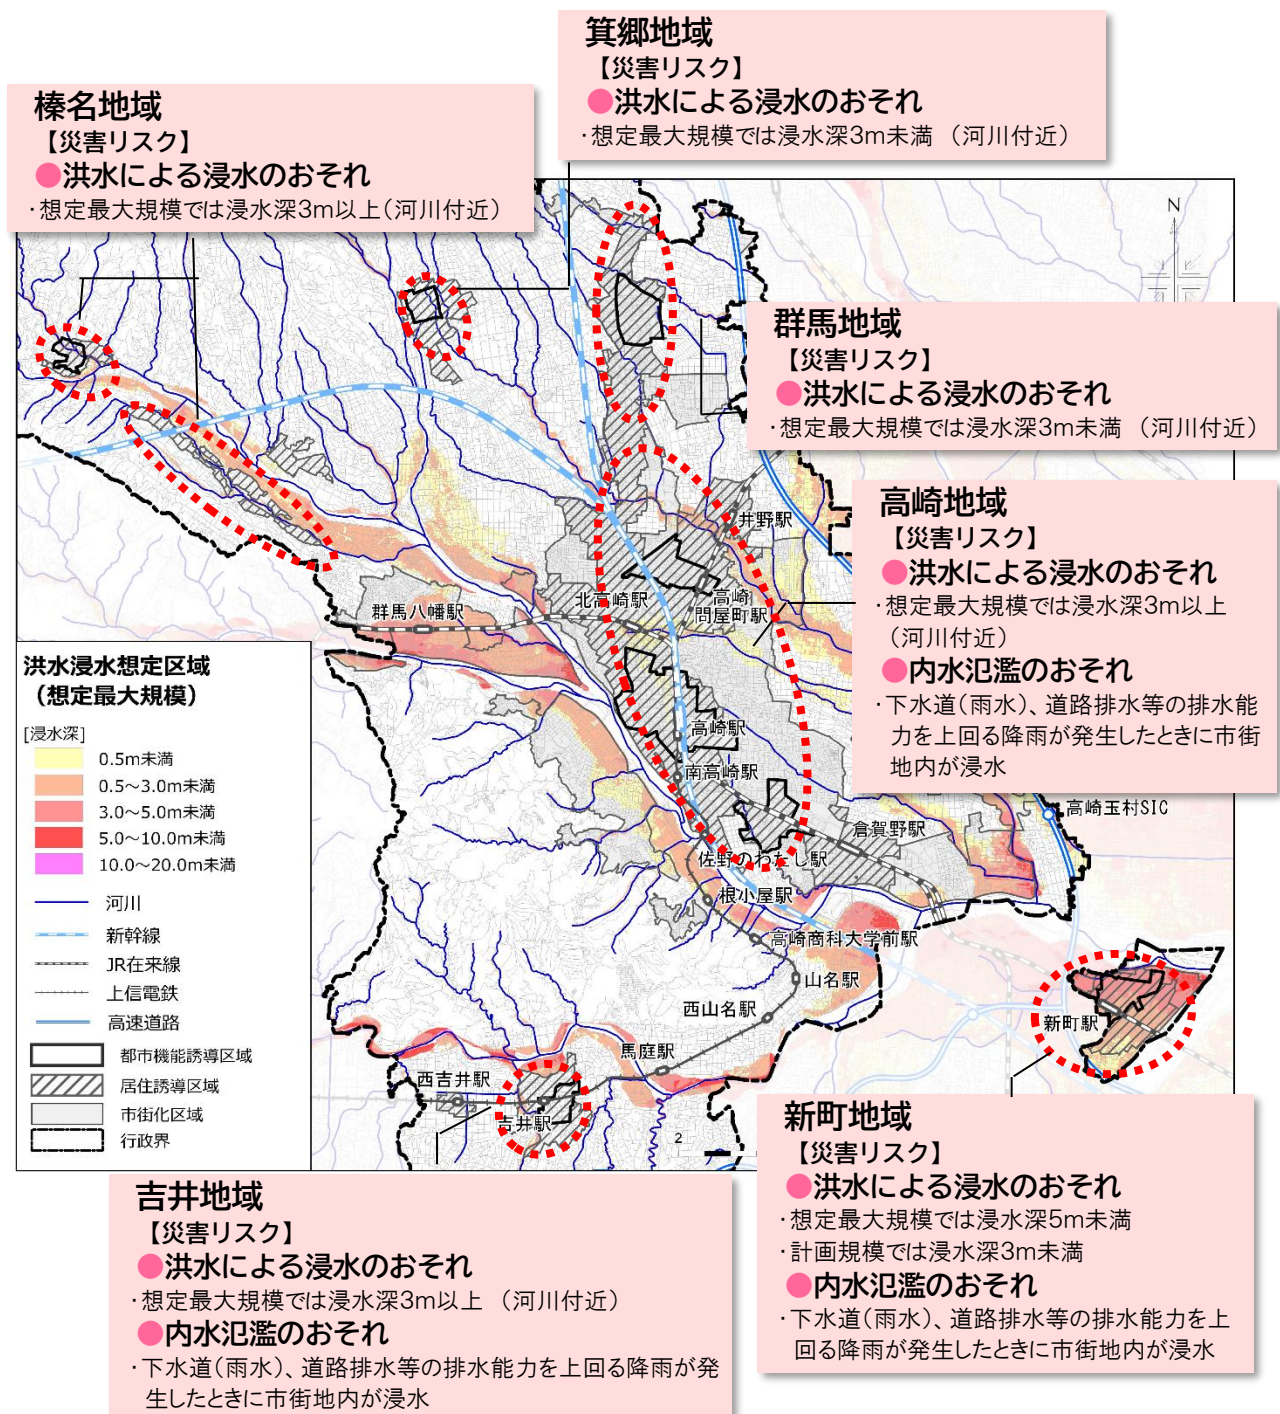 箕郷地域
【災害リスク】
●洪水による浸水のおそれ
・想定最大規模では浸水深3m未満 （河川付近）
榛名地域
【災害リスク】
●洪水による浸水のおそれ
・想定最大規模では浸水深3m以上（河川付近）
N
群馬地域
【災害リスク】
●洪水による浸水のおそれ
・想定最大規模では浸水深3m未満 （河川付近）
高崎地域
【災害リスク】
●洪水による浸水のおそれ
・想定最大規模では浸水深3m以上
（河川付近）
●内水氾濫のおそれ
・下水道（雨水）、道路排水等の排水能
力を上回る降雨が発生したときに市街
地内が浸水
井野駅
北高崎駅
高崎
問屋町駅
群馬八幡駅
高崎駅
南高崎駅
高崎玉村SIC
倉賀野駅
佐野のわたし駅
根小屋駅
高崎商科大学前駅
山名駅
西山名駅
新町駅
馬庭駅
西吉井駅
吉井駅
2
洪水浸水想定区域
（想定最大規模）
[浸水深]
0.5m未満
0.5～3.0m未満
3.0～5.0m未満
5.0～10.0m未満
10.0～20.0m未満
河川
新幹線
JR在来線
上信電鉄
高速道路
都市機能誘導区域
居住誘導区域
市街化区域
行政界
新町地域
【災害リスク】
●洪水による浸水のおそれ
・想定最大規模では浸水深5m未満
・計画規模では浸水深3m未満
●内水氾濫のおそれ
・下水道（雨水）、道路排水等の排水能力を上
回る降雨が発生したときに市街地内が浸水
吉井地域
【災害リスク】
●洪水による浸水のおそれ
・想定最大規模では浸水深3m以上 （河川付近）
●内水氾濫のおそれ
・下水道（雨水）、道路排水等の排水能力を上回る降雨が発
生したときに市街地内が浸水